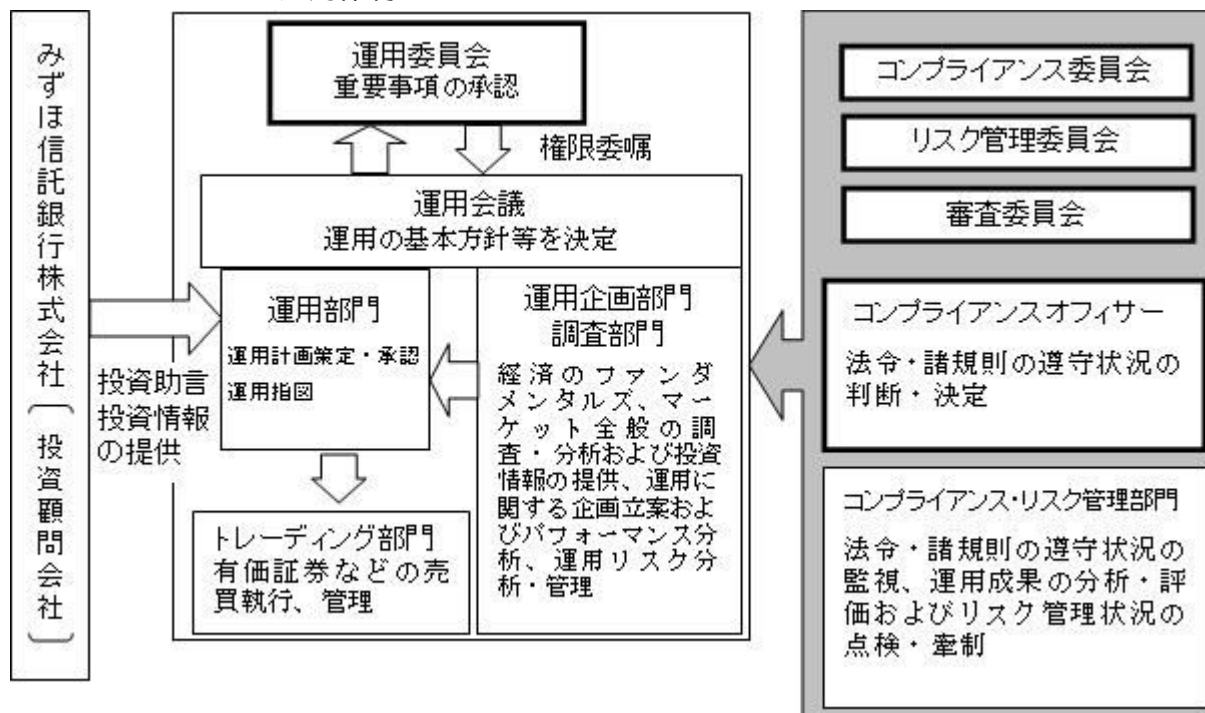 みずほ信託銀行株式会社〔投資顧問会社〕
投資助言
投資情報
の提供
運用委員会
重要事項の承認
権限委嘱
運用会議
運用の基本方針等を決定
運用部門
運用計画策定・承認
運用指図
トレーディング部門
有価証券などの売
買執行、管理
運用企画部門
調査部門
経済のファンダ
メンタルズ、マー
ケット全般の調
査・分析および投資
情報の提供、運用に
関する企画立案およ
びパフォーマンス分
析、運用リスク分
析・管理
コンプライアンス委員会
リスク管理委員会
審査委員会
コンプライアンスオフィサー
法令・諸規則の遵守状況の
判断・決定
コンプライアンス・リスク管理部門
法令・諸規則の遵守状況の
監視、運用成果の分析・評
価およびリスク管理状況の
点検・牽制